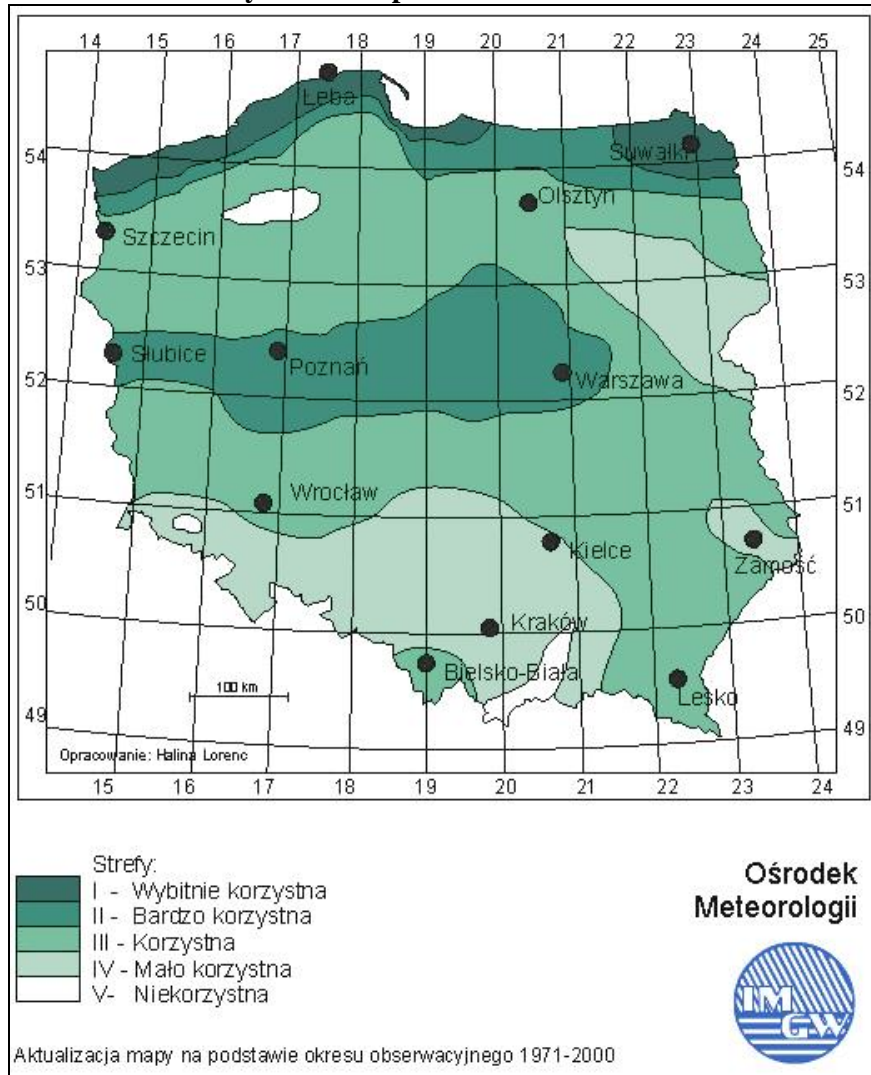 14 15 16 17 18 19 20 21 22 23 24 25
Łeba
54 Suwałki 54
Olsztyn
Szczecin
53 53
Słubice Poznań Warszawa
52 52
51 Wrocław 51
Kielce Zamość
50 Kraków 50
Bielsko-Biała
100 km Lesko
49 49
Opracowanie: Halina Lorenc
15 16 17 18 19 20 21 22 23 24
Strefy:
I - Wybitnie korzystna
II - Bardzo korzystna
III - Korzystna
IV - Mało korzystna
V- Niekorzystna
Ośrodek
Meteorologii
IM
GW
Aktualizacja mapy na podstawie okresu obserwacyjnego 1971-2000